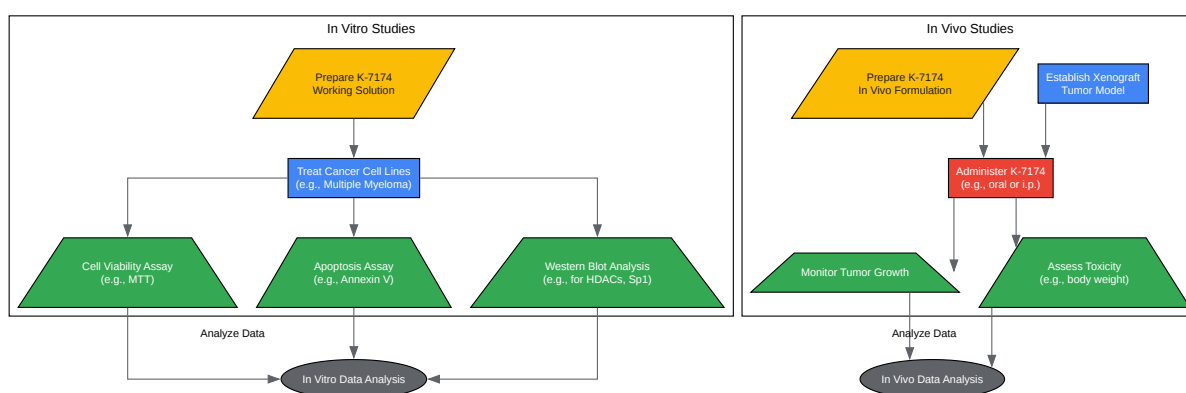 In Vitro Studies
Prepare K-7174
Working Solution
Treat Cancer Cell Lines
(e.g., Multiple Myeloma)
Cell Viability Assay
(e.g., MTT)
Apoptosis Assay
(e.g., Annexin V)
Western Blot Analysis
(e.g., for HDACs, Sp1)
Analyze Data
In Vitro Data Analysis
In Vivo Studies
Prepare K-7174
In Vivo Formulation
Establish Xenograft
Tumor Model
Administer K-7174
(e.g., oral or i.p.)
Monitor Tumor Growth
Assess Toxicity
(e.g., body weight)
Analyze Data
In Vivo Data Analysis